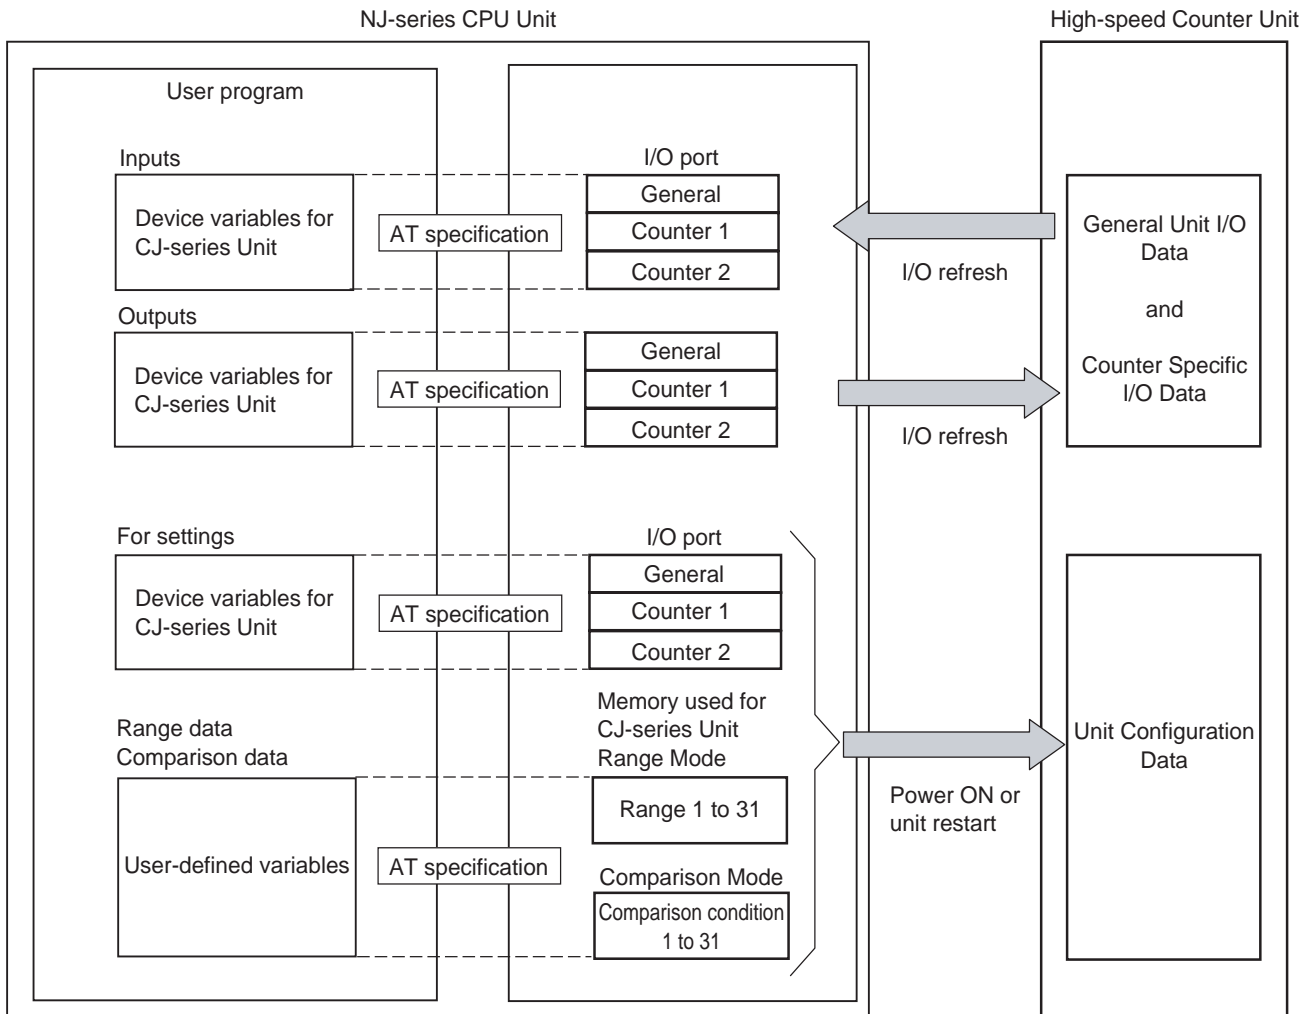 NJ-series CPU Unit
High-speed Counter Unit
User program
Inputs
I/O port
Device variables for
CJ-series Unit
AT specification
General
Counter 1
Counter 2
I/O refresh
General Unit I/O
Data
and
Counter Specific
I/O Data
Outputs
Device variables for
CJ-series Unit
AT specification
General
Counter 1
Counter 2
I/O refresh
For settings
I/O port
Device variables for
CJ-series Unit
AT specification
General
Counter 1
Counter 2
Range data
Comparison data
Memory used for
CJ-series Unit
Range Mode
Range 1 to 31
User-defined variables
AT specification
Comparison Mode
Comparison condition
1 to 31
Power ON or
unit restart
Unit Configuration
Data